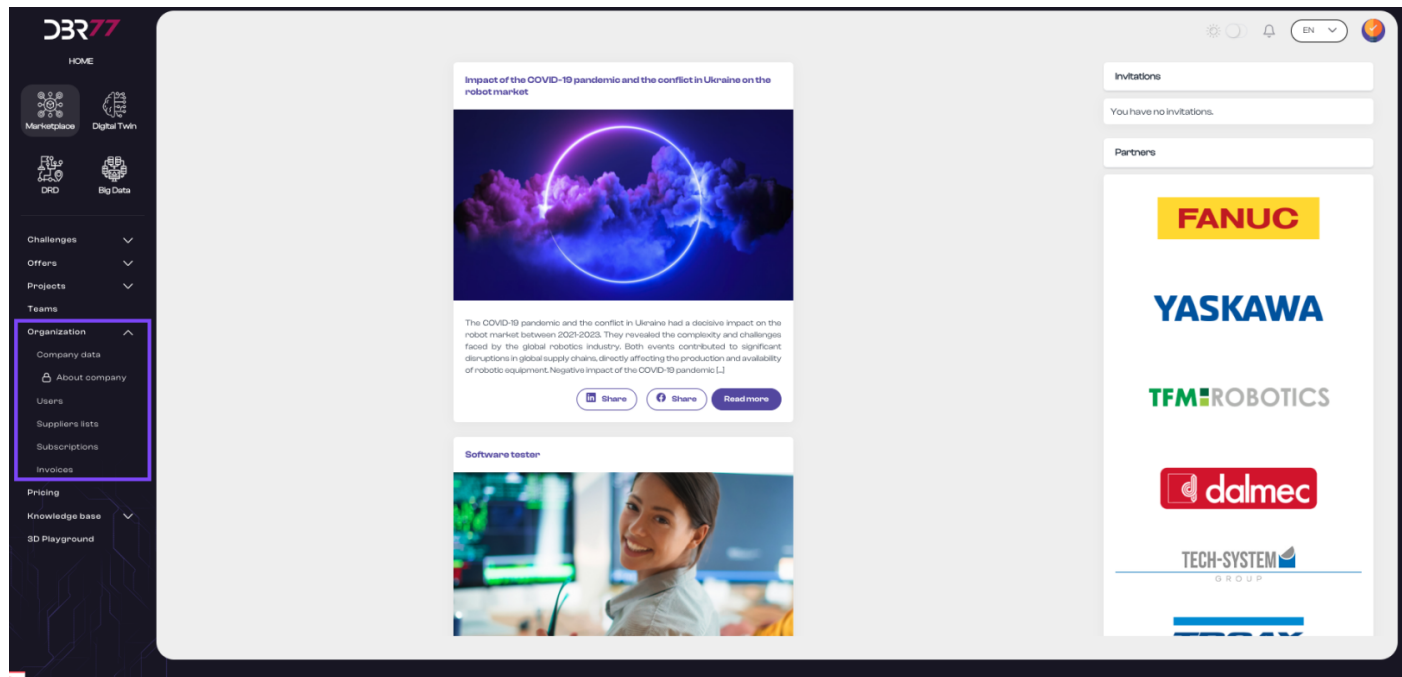 DBR77
HOME
Marketplace
Digital Twin
DRD
Big Data
Challenges
Offers
Projects
Teams
Organization
Company data
About company
Users
Suppliers lists
Subscriptions
Invoices
Pricing
Knowledge base
3D Playground
EN
Impact of the COVID-19 pandemic and the conflict in Ukraine on the
robot market
The COVID-19 pandemic and the conflict in Ukraine had a decisive impact on the
robot market between 2021-2023. They revealed the complexity and challenges
faced by the global robotics industry. Both events contributed to significant
disruptions in global supply chains, directly affecting the production and availability
of robotic equipment. Negative impact of the COVID-19 pandemic [...]
Share
Share
Read more
Software tester
Invitations
You have no invitations.
Partners
FANUC
YASKAWA
TFM ROBOTICS
dalmec
TECH-SYSTEM
GROUP